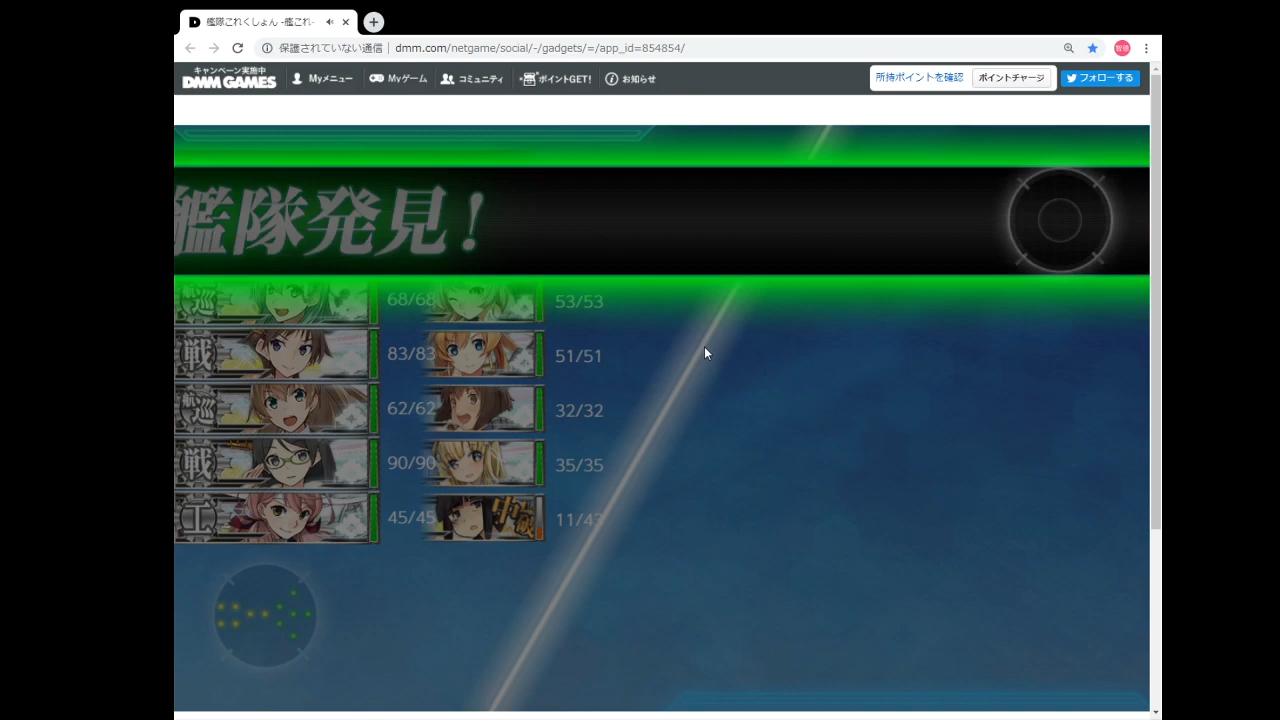 艦隊これくしょん -艦これ-
保護されていない通信 | dmm.com/netgame/social/-/gadgets/=/app_id=854854/
キャンペーン実施中
DMM GAMES
Myメニュー
Myゲーム
コミュニティ
ポイントGET!
お知らせ
所持ポイントを確認
ポイントチャージ
フォローする
艦隊発見!
巡 68/68 53/53
戦 83/83 51/51
航巡 62/62 32/32
戦 90/90 35/35
工 45/45 中破 11/43